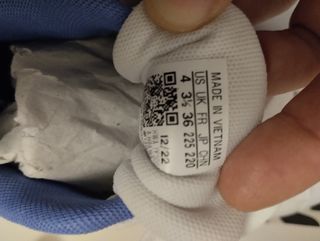 MADE IN VIETNAM
US UK FR JP CHN
4 3½ 36 225 220
12/22